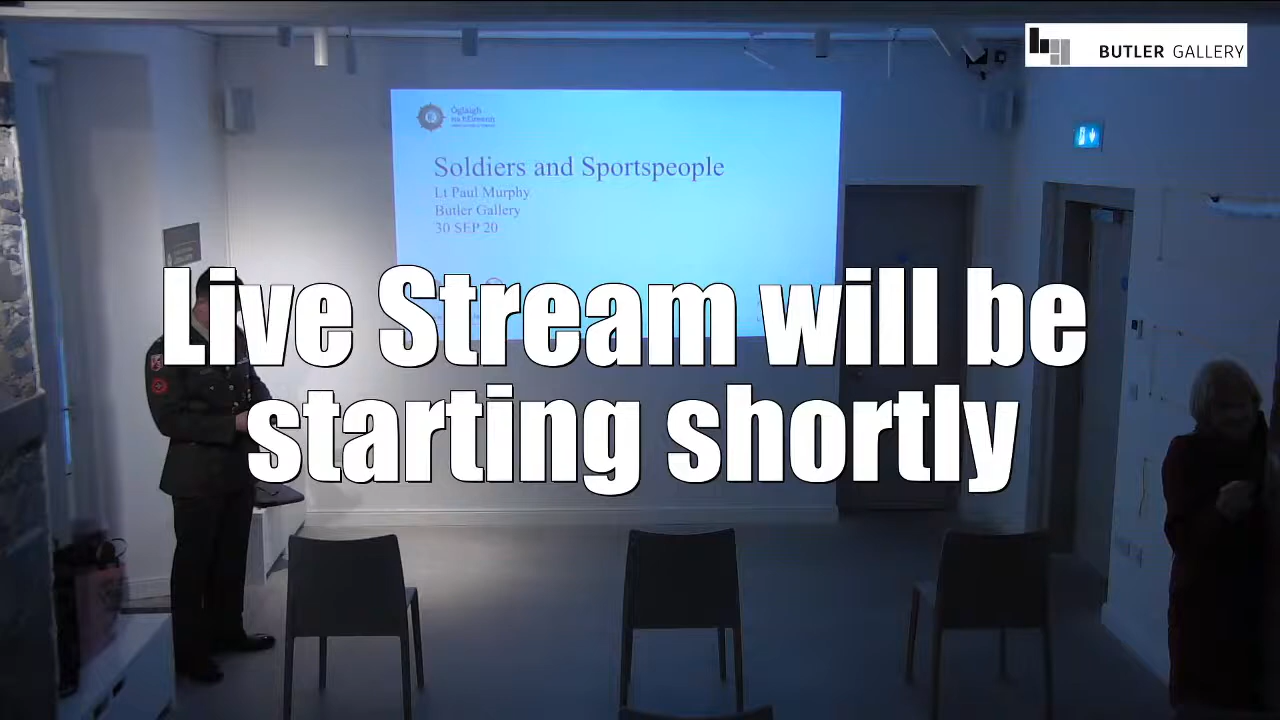 BUTLER GALLERY
Óglaigh
na hÉireann
Soldiers and Sportspeople
Lt Paul Murphy
Butler Gallery
30 SEP 20
Live Stream will be
starting shortly